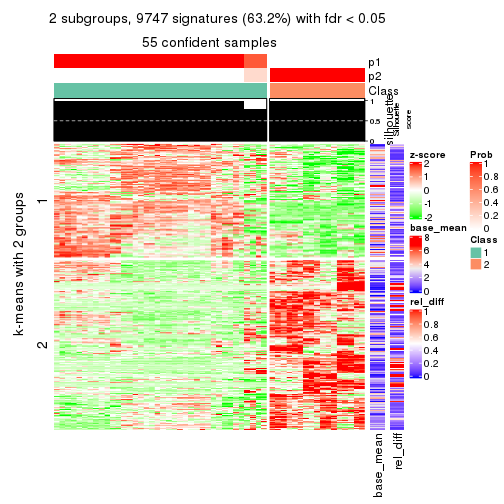 2 subgroups, 9747 signatures (63.2%) with fdr < 0.05
55 confident samples
p1
p2
Class
silhouette
Silhouette
score
1
0.5
0
k-means with 2 groups
1
2
base_mean
rel_diff
z-score
2
1
0
-1
-2
base_mean
8
6
4
2
0
rel_diff
1
0.8
0.6
0.4
0.2
0
Prob
1
0.8
0.6
0.4
0.2
0
Class
1
2